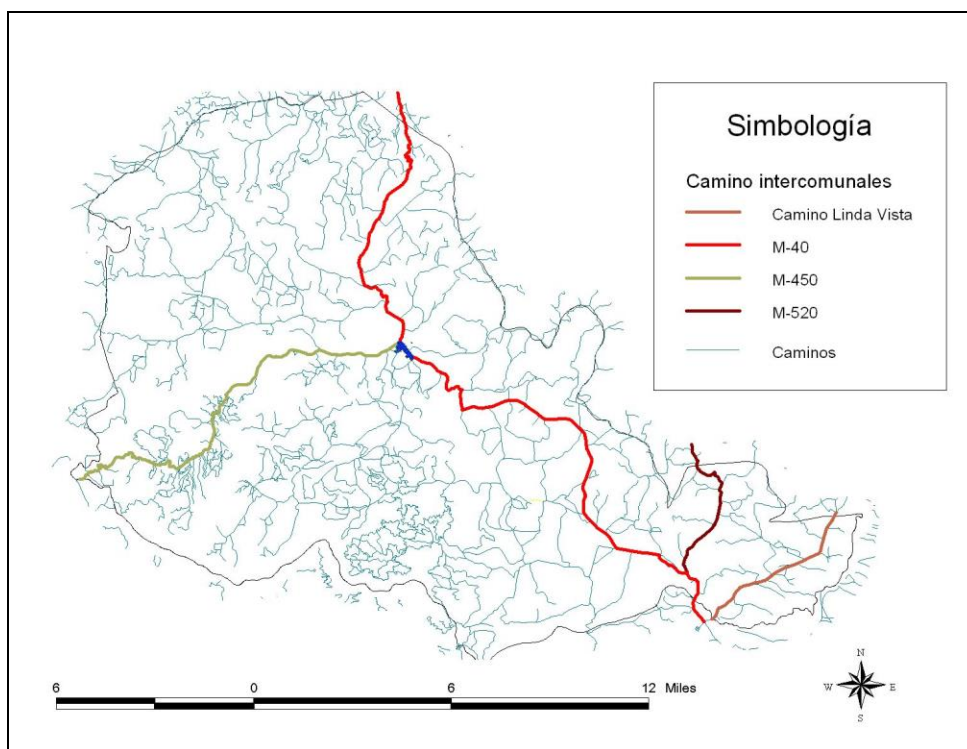 Simbología
Camino intercomunales
Camino Linda Vista
M-40
M-450
M-520
Caminos
N
W E
S
6 0 6 12 Miles